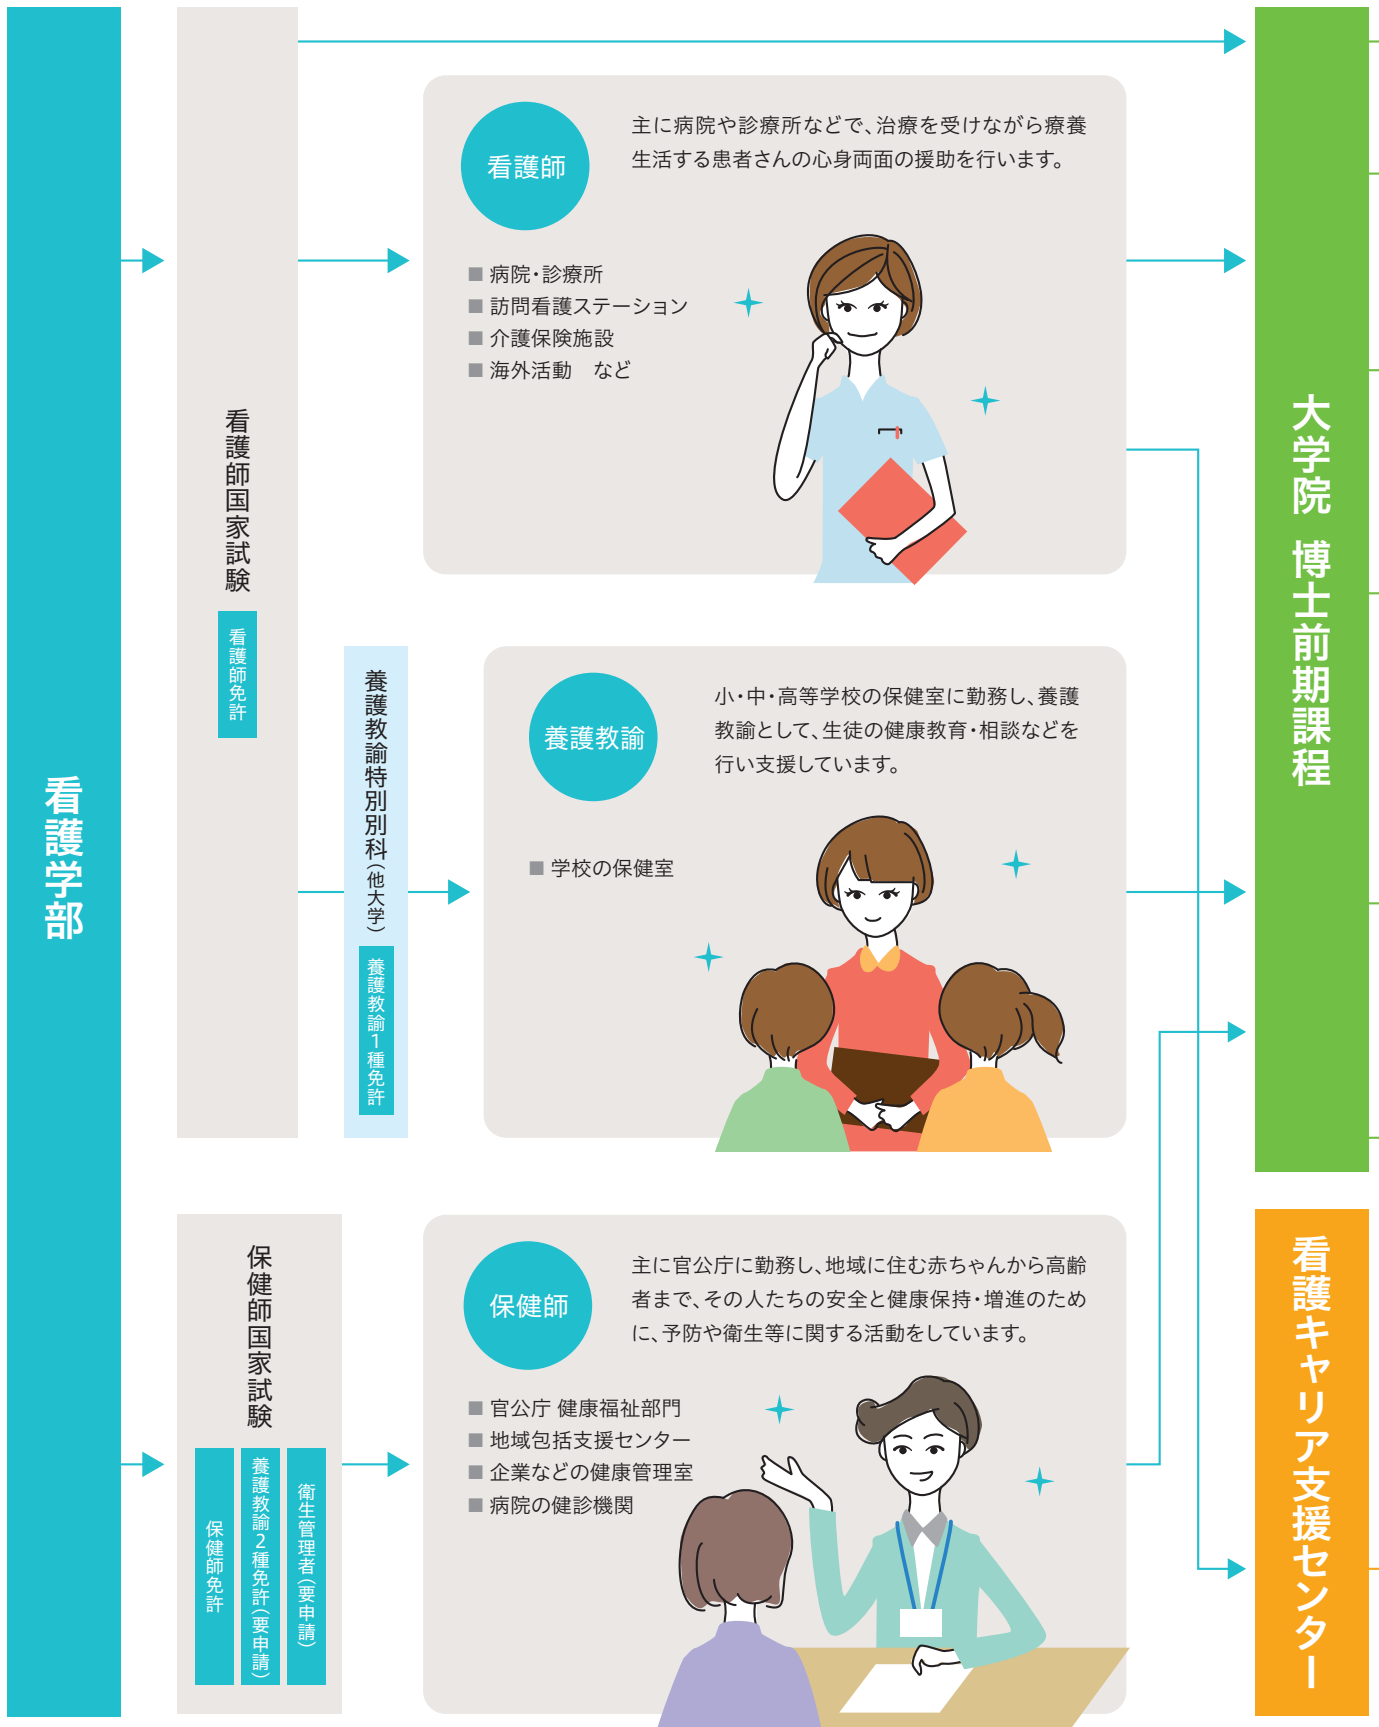 看護学部
看護師国家試験
看護師免許
看護師
主に病院や診療所などで、治療を受けながら療養
生活する患者さんの心身両面の援助を行います。
■ 病院・診療所
■ 訪問看護ステーション
■ 介護保険施設
■ 海外活動　など
養護教諭特別別科（他大学）
養護教諭1種免許
養護教諭
小・中・高等学校の保健室に勤務し、養護
教諭として、生徒の健康教育・相談などを
行い支援しています。
■ 学校の保健室
保健師国家試験
保健師免許
養護教諭2種免許（要申請）
衛生管理者（要申請）
保健師
主に官公庁に勤務し、地域に住む赤ちゃんから高齢
者まで、その人たちの安全と健康保持・増進のため
に、予防や衛生等に関する活動をしています。
■ 官公庁 健康福祉部門
■ 地域包括支援センター
■ 企業などの健康管理室
■ 病院の健診機関
大学院 博士前期課程
看護キャリア支援センター